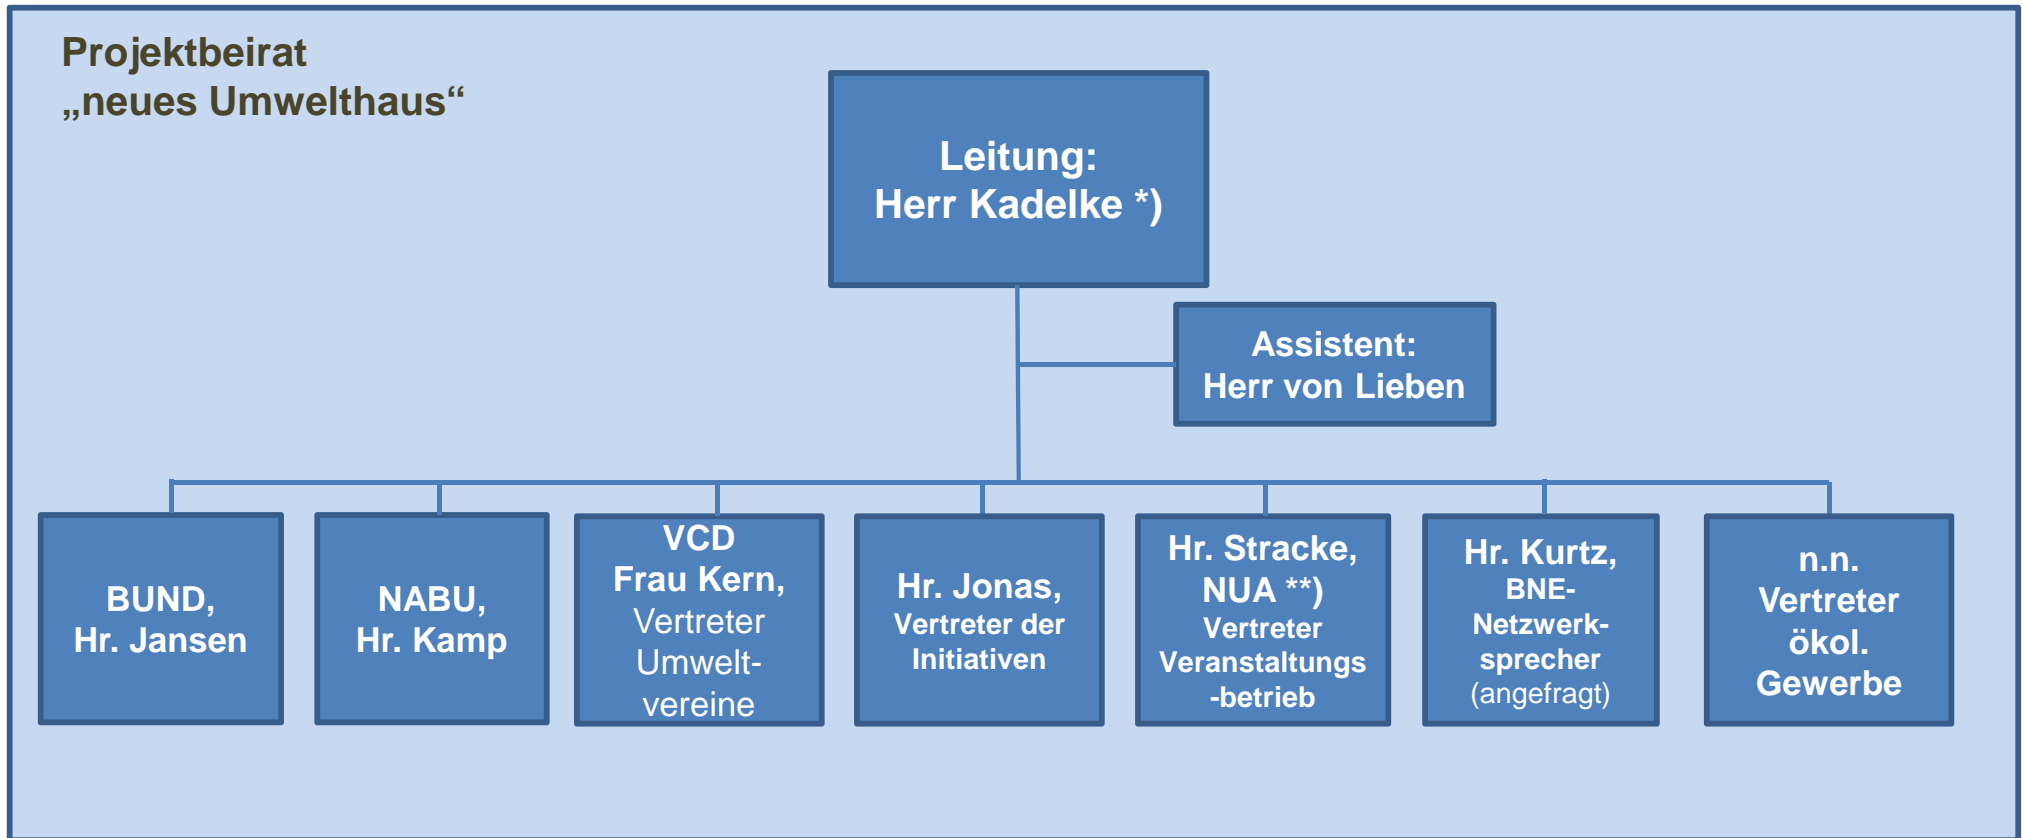 Projektbeirat
„neues Umwelthaus“
Leitung:
Herr Kadelke *)
Assistent:
Herr von Lieben
BUND,
Hr. Jansen
NABU,
Hr. Kamp
VCD
Frau Kern,
Vertreter
Umwelt-
vereine
Hr. Jonas,
Vertreter der
Initiativen
Hr. Stracke,
NUA **)
Vertreter
Veranstaltungs
-betrieb
Hr. Kurtz,
BNE-
Netzwerk-
sprecher
(angefragt)
n.n.
Vertreter
ökol.
Gewerbe